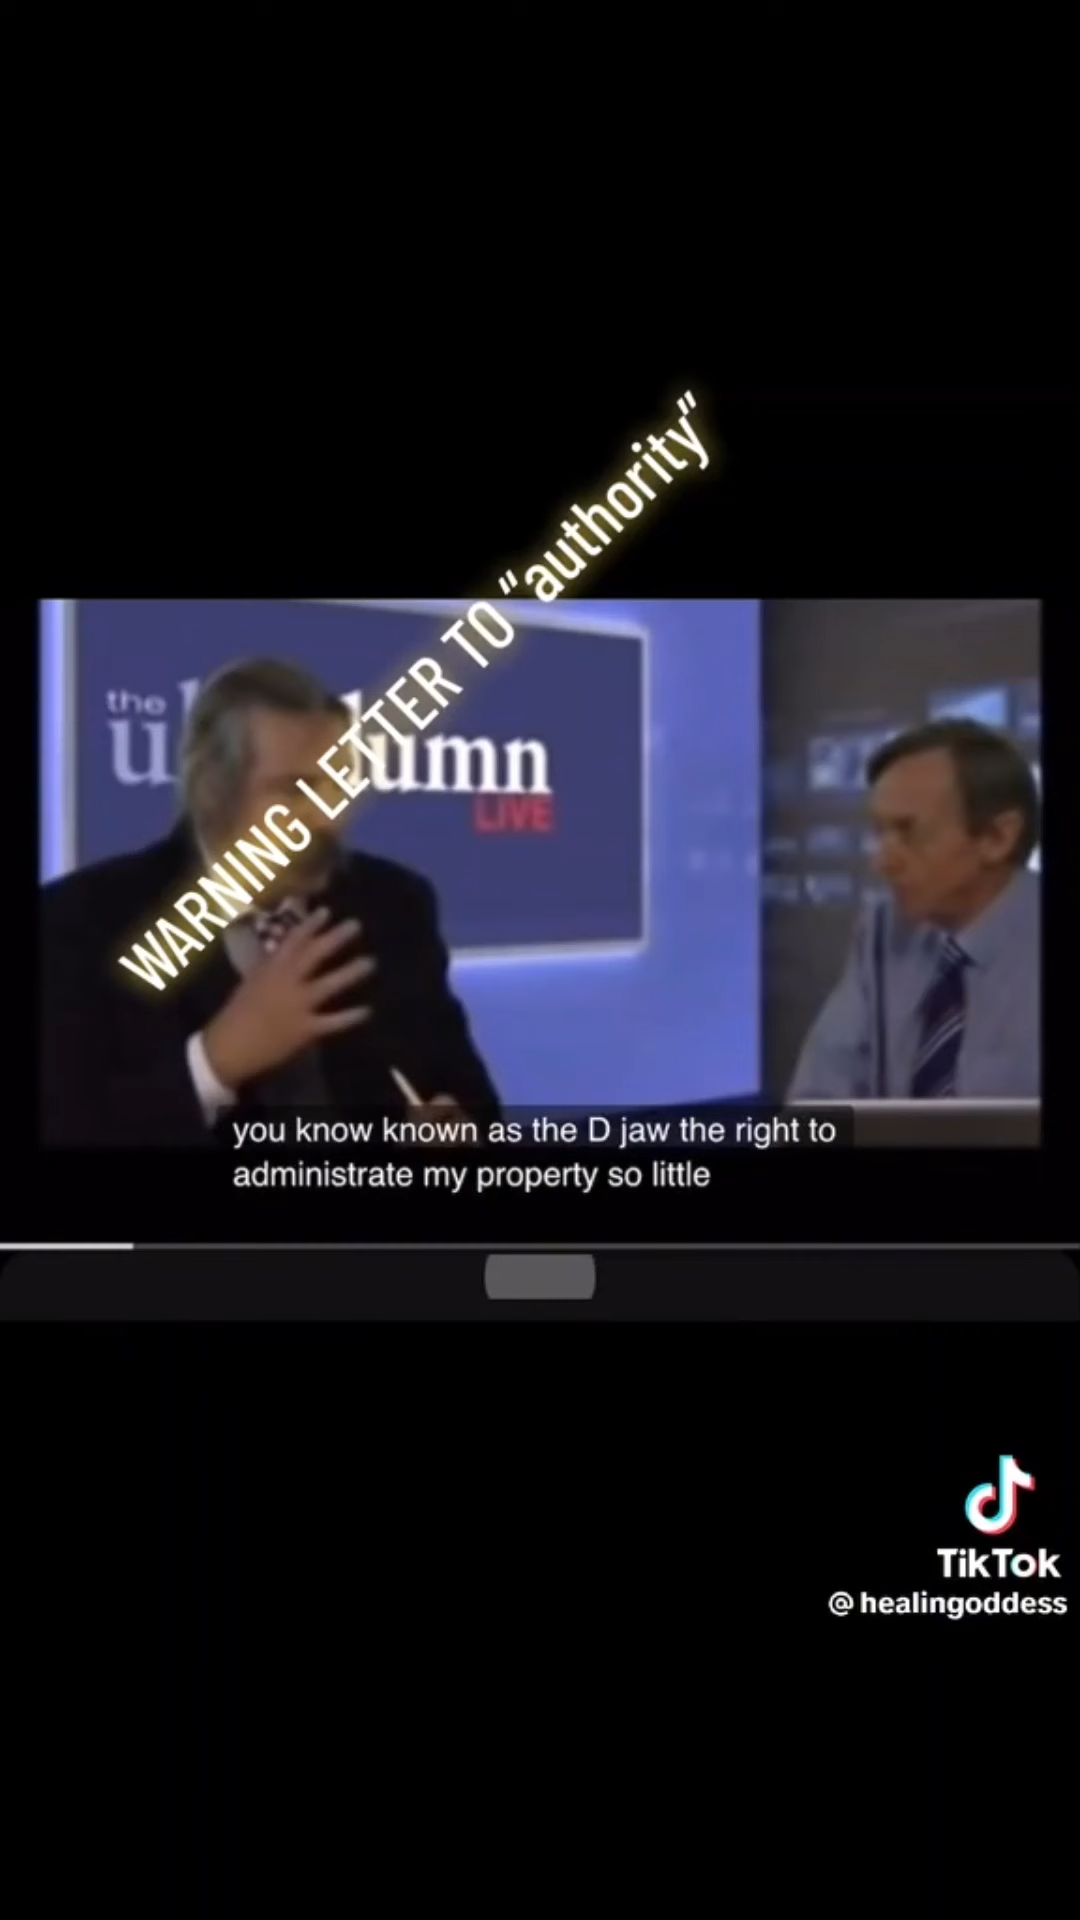 WARNING LETTER TO "authority"
the
umn
LIVE
you know known as the D jaw the right to
administrate my property so little
TikTok
@healingoddess